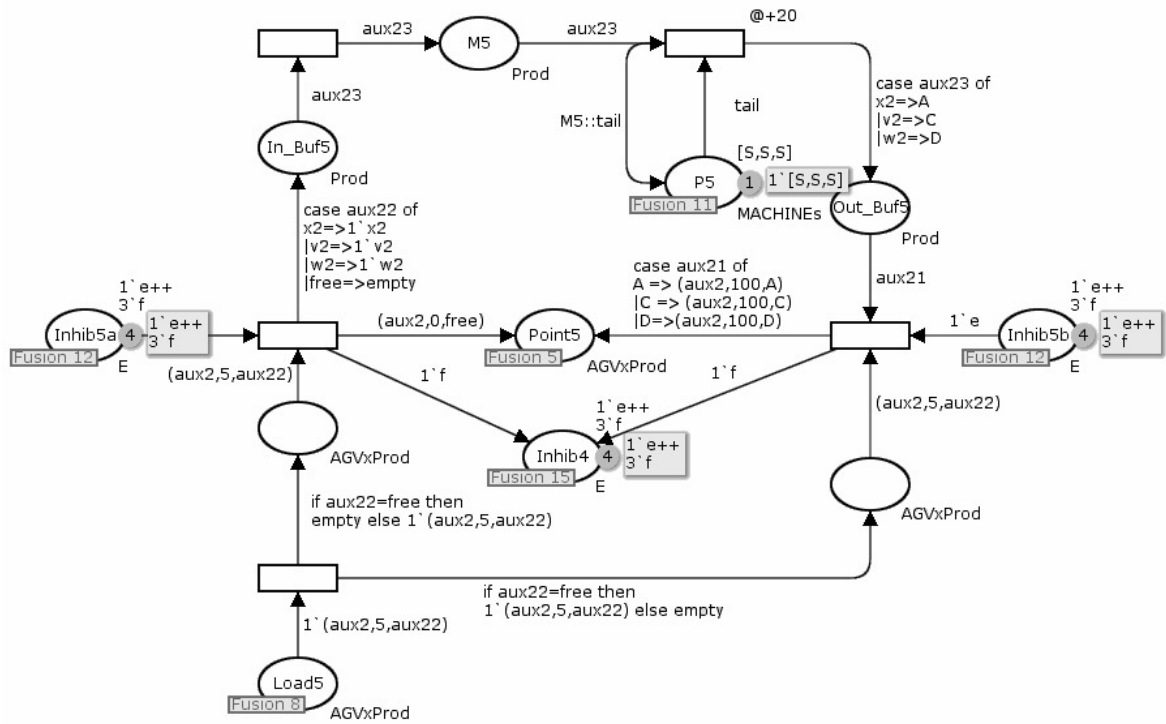 @+20
aux23
M5
aux23
Prod
aux23
case aux23 of
x2=>A
|v2=>C
|w2=>D
tail
M5::tail
In_Buf5
Prod
[S,S,S]
P5
1
1`[S,S,S]
Fusion 11
MACHINEs
Out_Buf5
Prod
case aux22 of
x2=>1`x2
|v2=>1`v2
|w2=>1`w2
|free=>empty
case aux21 of
A => (aux2,100,A)
|C => (aux2,100,C)
|D=>(aux2,100,D)
aux21
1`e++
3`f
Inhib5a
4
1`e++
3`f
Fusion 12
E
(aux2,0,free)
Point5
Fusion 5
AGVxProd
1`e
1`e++
3`f
Inhib5b
4
1`e++
3`f
Fusion 12
E
(aux2,5,aux22)
1`f
1`f
(aux2,5,aux22)
AGVxProd
1`e++
3`f
Inhib4
4
1`e++
3`f
Fusion 15
E
AGVxProd
if aux22=free then
empty else 1`(aux2,5,aux22)
if aux22=free then
1`(aux2,5,aux22) else empty
1`(aux2,5,aux22)
Load5
Fusion 8
AGVxProd